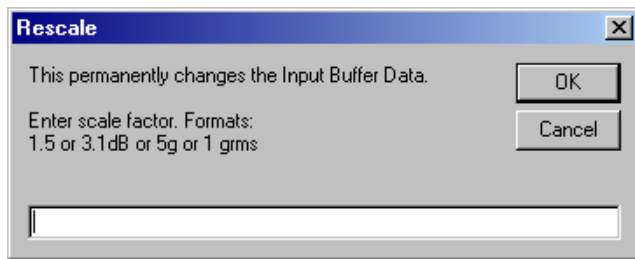 Rescale
This permanently changes the Input Buffer Data.
OK
Enter scale factor. Formats:
1.5 or 3.1dB or 5g or 1 grms
Cancel